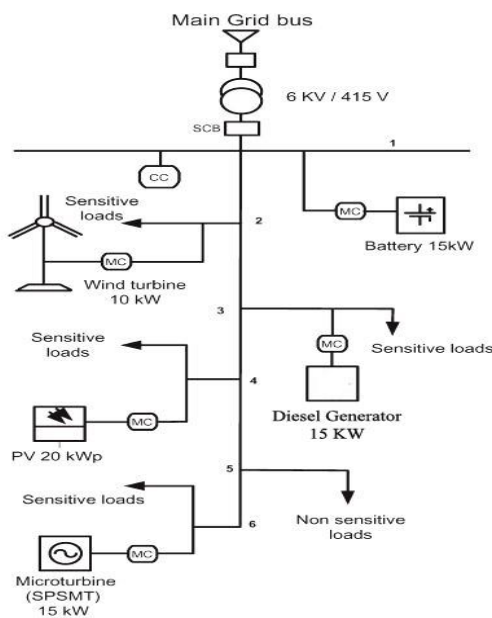 Main Grid bus
6 KV / 415 V
SCB
1
CC
MC
Sensitive
loads
2
Battery 15kW
MC
Wind turbine
10 kW
3
Sensitive
loads
MC
Sensitive loads
4
Diesel Generator
15 KW
MC
PV 20 kWp
5
Sensitive loads
6
Non sensitive
loads
MC
Microturbine
(SPSMT)
15 kW